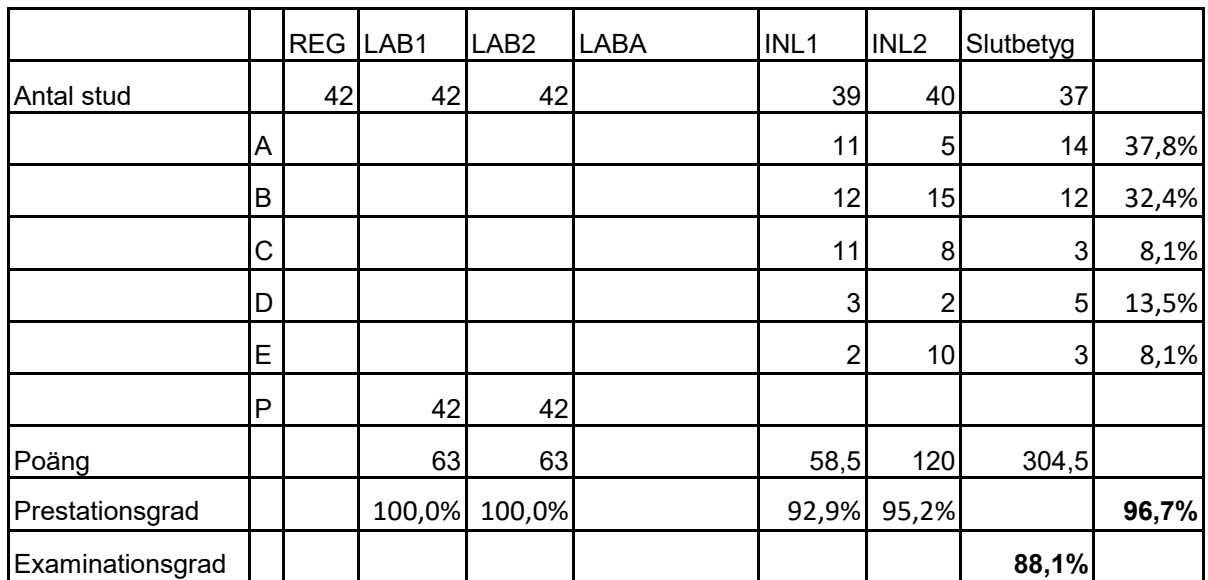 REG LAB1 LAB2 LABA INL1 INL2 Slutbetyg
Antal stud 42 42 42 39 40 37
A 11 5 14 37,8%
B 12 15 12 32,4%
C 11 8 3 8,1%
D 3 2 5 13,5%
E 2 10 3 8,1%
P 42 42
Poäng 63 63 58,5 120 304,5
Prestationsgrad 100,0% 100,0% 92,9% 95,2% 96,7%
Examinationsgrad 88,1%